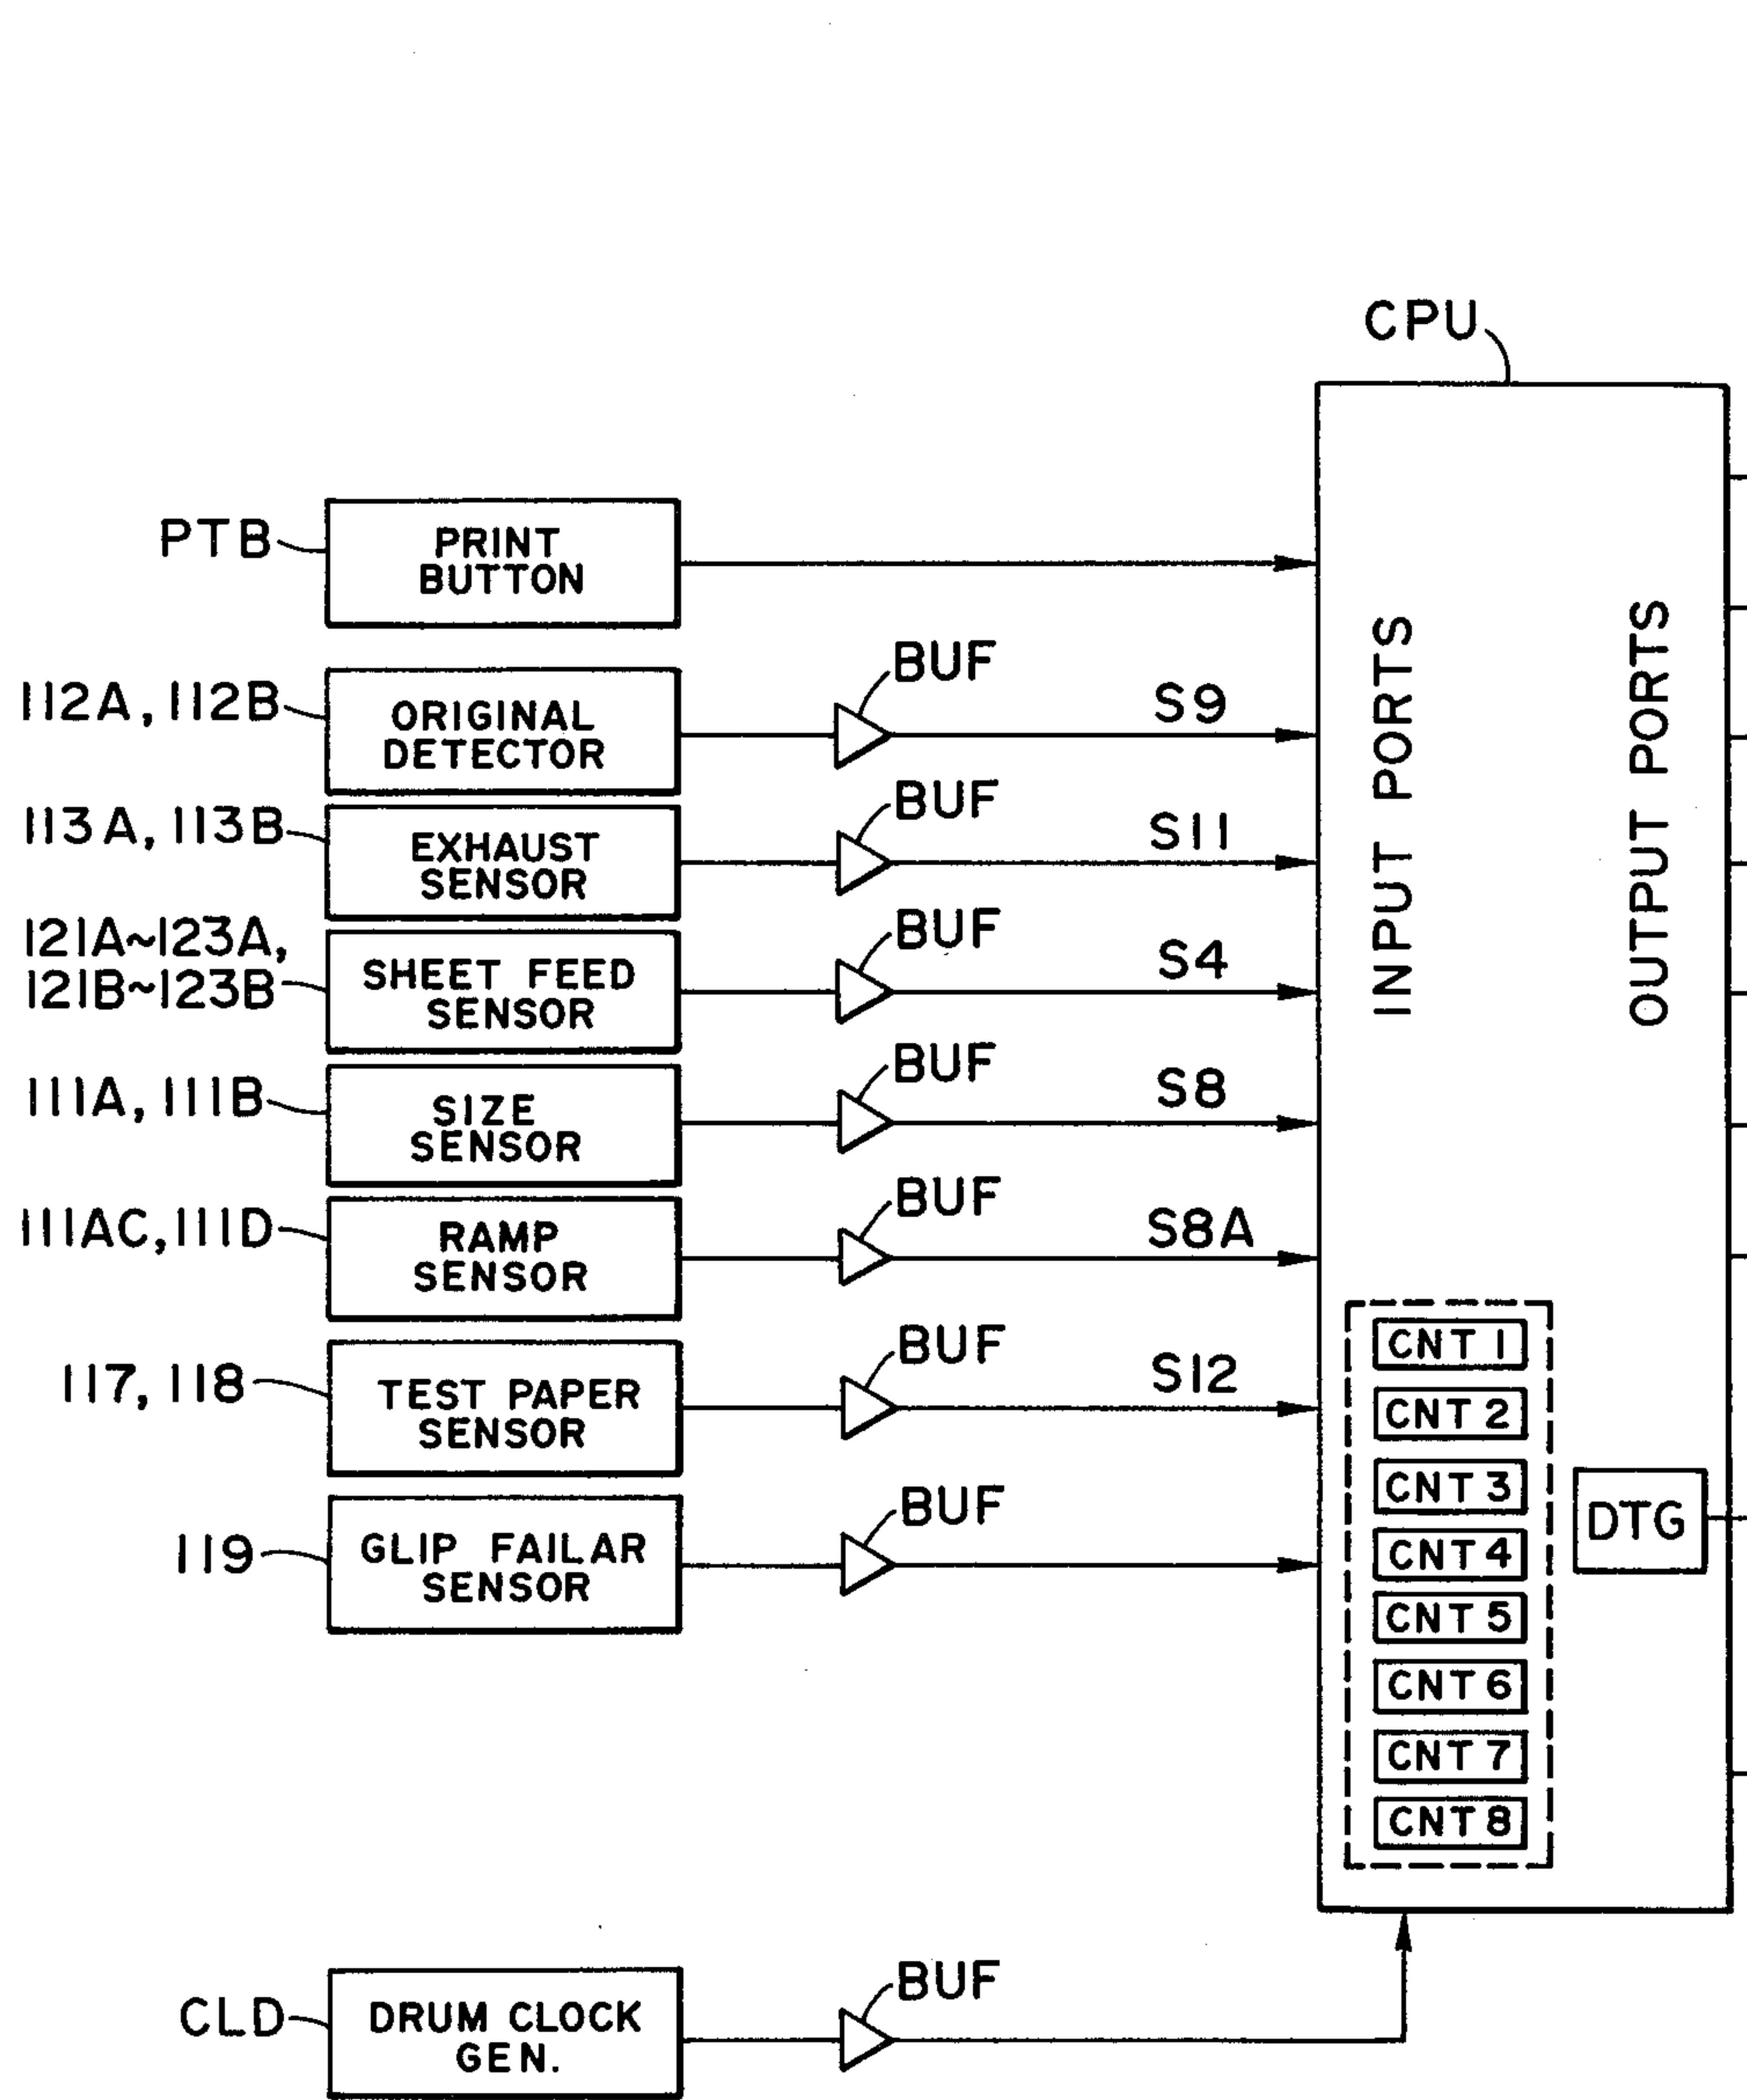 CPU
PTB
PRINT
BUTTON
112A, 112B
ORIGINAL
DETECTOR
BUF
S9
113A, 113B
EXHAUST
SENSOR
BUF
S11
121A~123A,
121B~123B
SHEET FEED
SENSOR
BUF
S4
111A, 111B
SIZE
SENSOR
BUF
S8
111AC, 111D
RAMP
SENSOR
BUF
S8A
117, 118
TEST PAPER
SENSOR
BUF
S12
119
GLIP FAILAR
SENSOR
BUF
CLD
DRUM CLOCK
GEN.
BUF
INPUT PORTS
OUTPUT PORTS
CNT 1
CNT 2
CNT 3
CNT 4
CNT 5
CNT 6
CNT 7
CNT 8
DTG